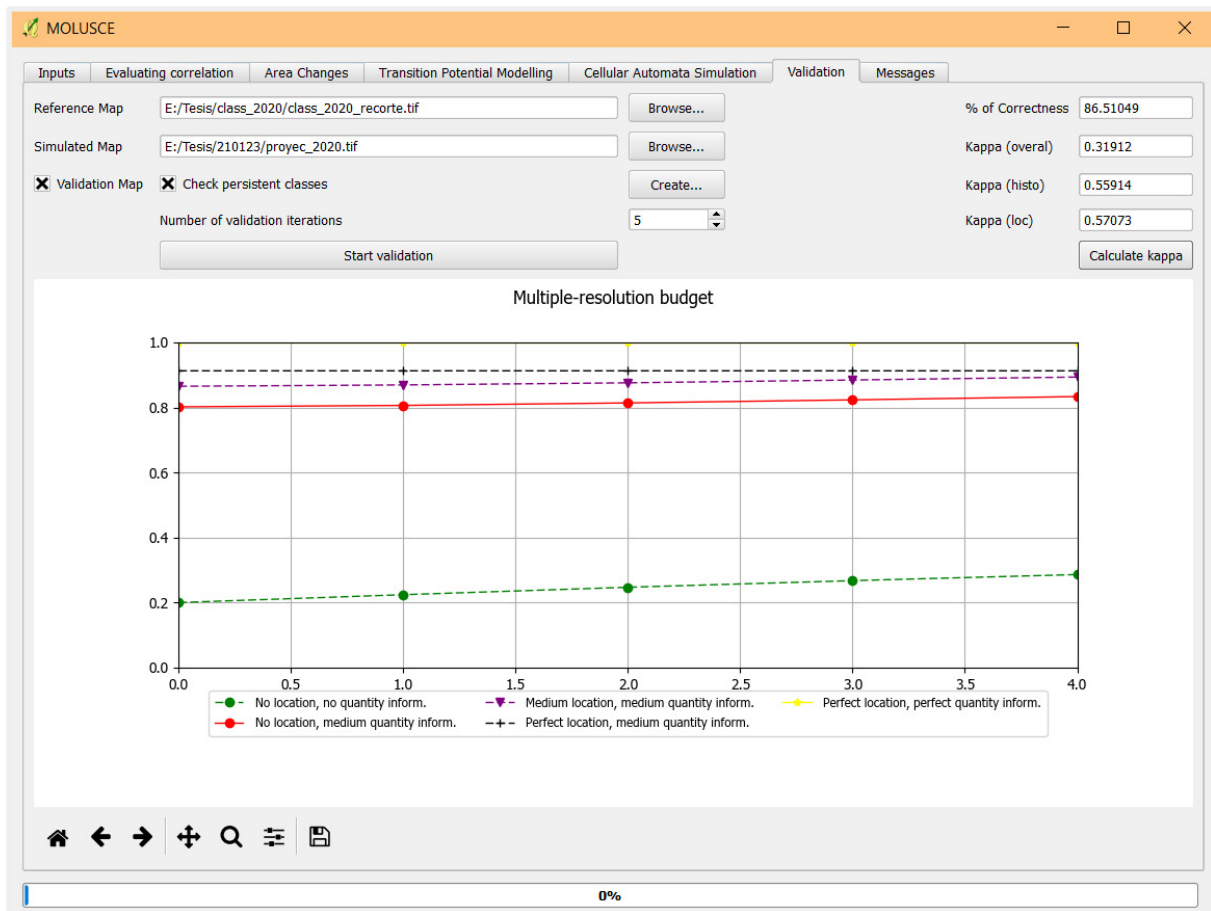 MOLUSCE
Inputs
Evaluating correlation
Area Changes
Transition Potential Modelling
Cellular Automata Simulation
Validation
Messages
Reference Map
E:/Tesis/class_2020/class_2020_recorte.tif
Browse...
% of Correctness
86.51049
Simulated Map
E:/Tesis/210123/proyec_2020.tif
Browse...
Kappa (overal)
0.31912
Validation Map
Check persistent classes
Create...
Kappa (histo)
0.55914
Number of validation iterations
5
Kappa (loc)
0.57073
Start validation
Calculate kappa
Multiple-resolution budget
1.0
0.8
0.6
0.4
0.2
0.0
0.0
0.5
1.0
1.5
2.0
2.5
3.0
3.5
4.0
No location, no quantity inform.
Medium location, medium quantity inform.
Perfect location, perfect quantity inform.
No location, medium quantity inform.
Perfect location, medium quantity inform.
0%